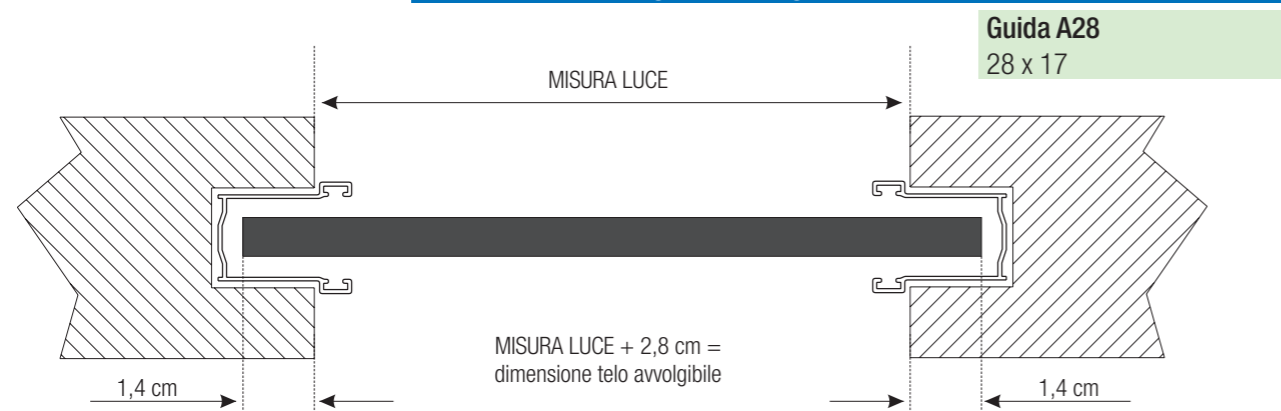 Guida A28
28 x 17
MISURA LUCE
MISURA LUCE + 2,8 cm =
dimensione telo avvolgibile
1,4 cm
1,4 cm